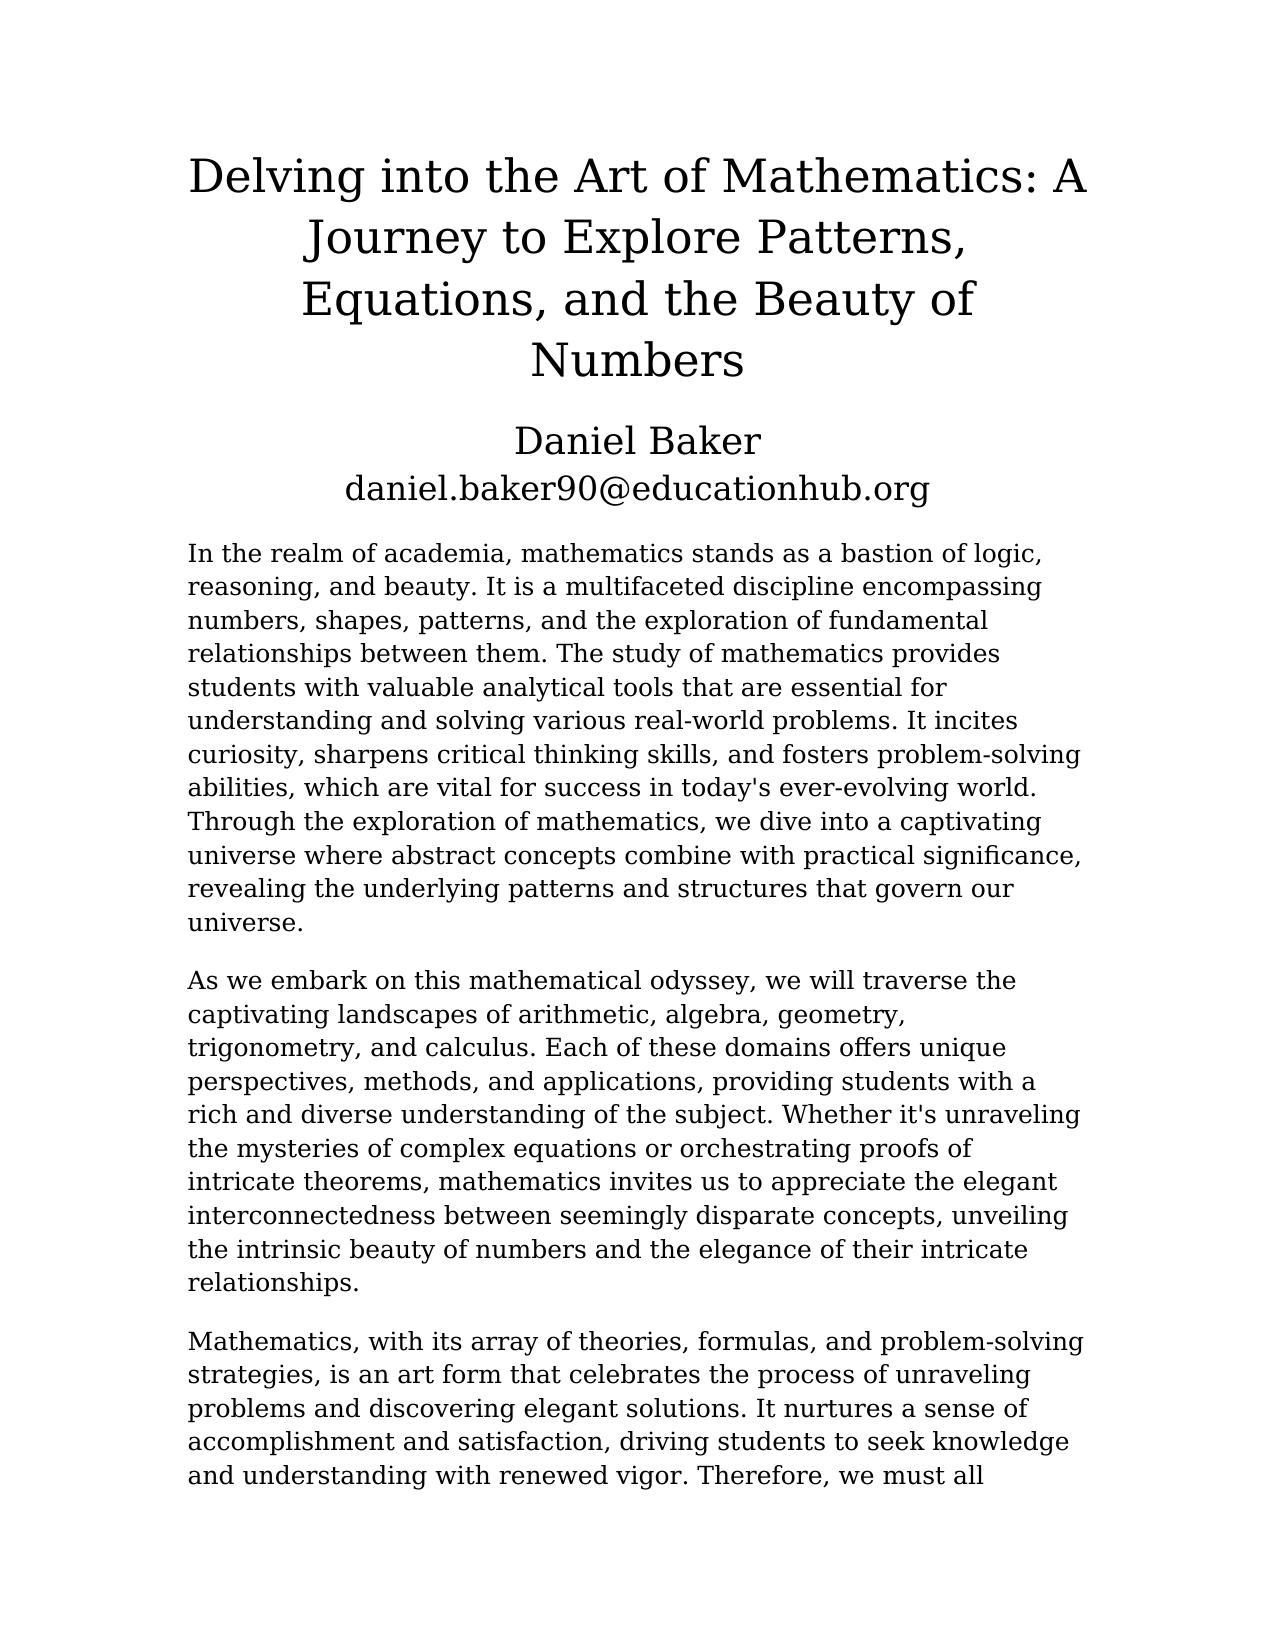 Delving into the Art of Mathematics: A
Journey to Explore Patterns,
Equations, and the Beauty of
Numbers
Daniel Baker
daniel.baker90@educationhub.org
In the realm of academia, mathematics stands as a bastion of logic,
reasoning, and beauty. It is a multifaceted discipline encompassing
numbers, shapes, patterns, and the exploration of fundamental
relationships between them. The study of mathematics provides
students with valuable analytical tools that are essential for
understanding and solving various real-world problems. It incites
curiosity, sharpens critical thinking skills, and fosters problem-solving
abilities, which are vital for success in today's ever-evolving world.
Through the exploration of mathematics, we dive into a captivating
universe where abstract concepts combine with practical significance,
revealing the underlying patterns and structures that govern our
universe.
As we embark on this mathematical odyssey, we will traverse the
captivating landscapes of arithmetic, algebra, geometry,
trigonometry, and calculus. Each of these domains offers unique
perspectives, methods, and applications, providing students with a
rich and diverse understanding of the subject. Whether it's unraveling
the mysteries of complex equations or orchestrating proofs of
intricate theorems, mathematics invites us to appreciate the elegant
interconnectedness between seemingly disparate concepts, unveiling
the intrinsic beauty of numbers and the elegance of their intricate
relationships.
Mathematics, with its array of theories, formulas, and problem-solving
strategies, is an art form that celebrates the process of unraveling
problems and discovering elegant solutions. It nurtures a sense of
accomplishment and satisfaction, driving students to seek knowledge
and understanding with renewed vigor. Therefore, we must all